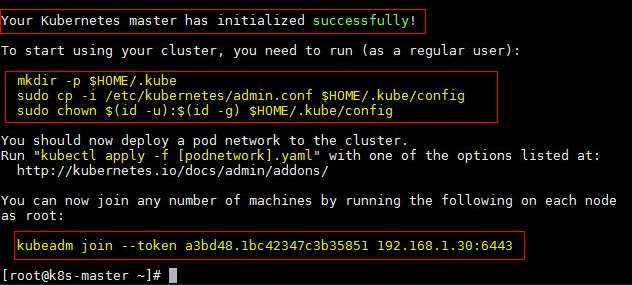 Your Kubernetes master has initialized successfully!
To start using your cluster, you need to run (as a regular user):
mkdir -p $HOME/.kube
sudo cp -i /etc/kubernetes/admin.conf $HOME/.kube/config
sudo chown $(id -u):$(id -g) $HOME/.kube/config
You should now deploy a pod network to the cluster.
Run "kubectl apply -f [podnetwork].yaml" with one of the options listed at:
http://kubernetes.io/docs/admin/addons/
You can now join any number of machines by running the following on each node
as root:
kubeadm join --token a3bd48.1bc42347c3b35851 192.168.1.30:6443
[root@k8s-master ~]#